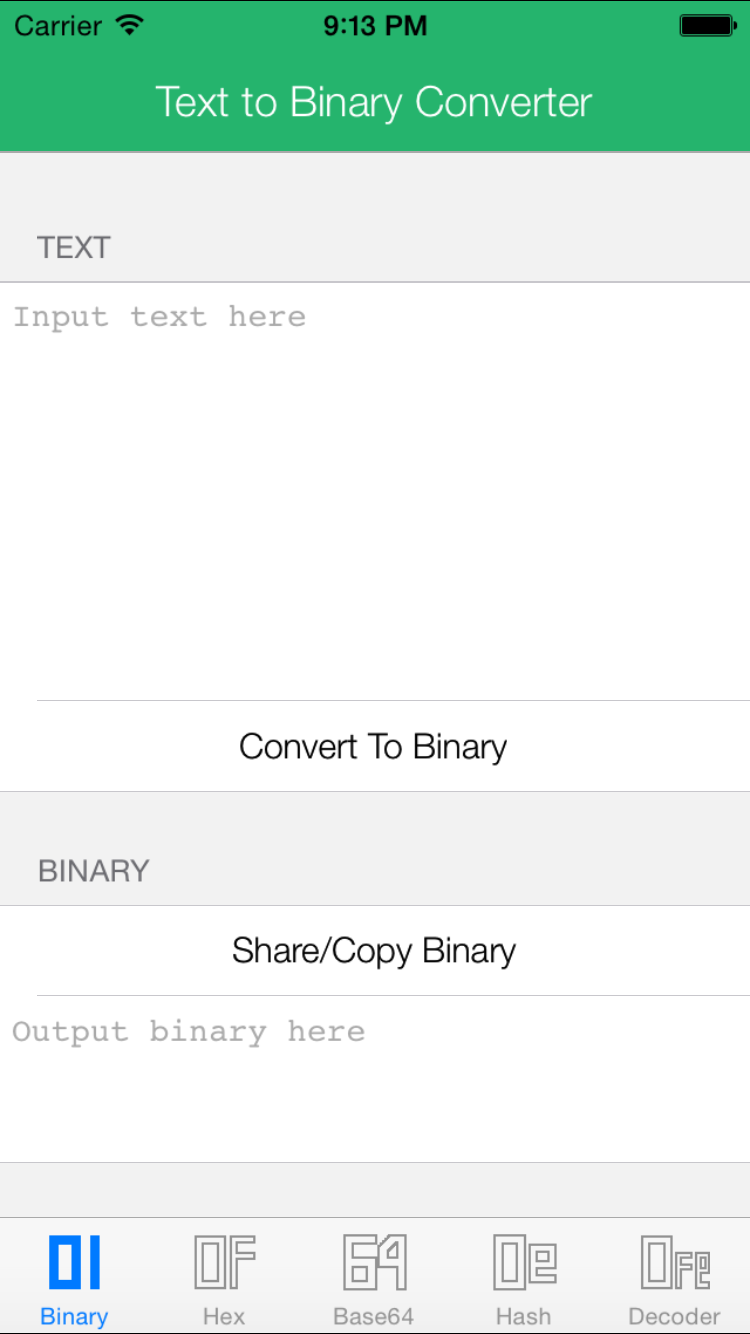 Carrier 9:13 PM
Text to Binary Converter
TEXT
Input text here
Convert To Binary
BINARY
Share/Copy Binary
Output binary here
01 0F 64 0e 0Fe
Binary Hex Base64 Hash Decoder